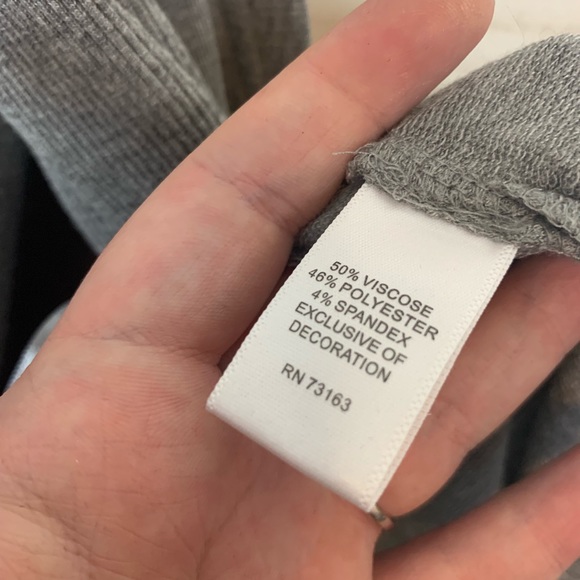 50% VISCOSE
46% POLYESTER
4% SPANDEX
EXCLUSIVE OF
DECORATION
RN 73163